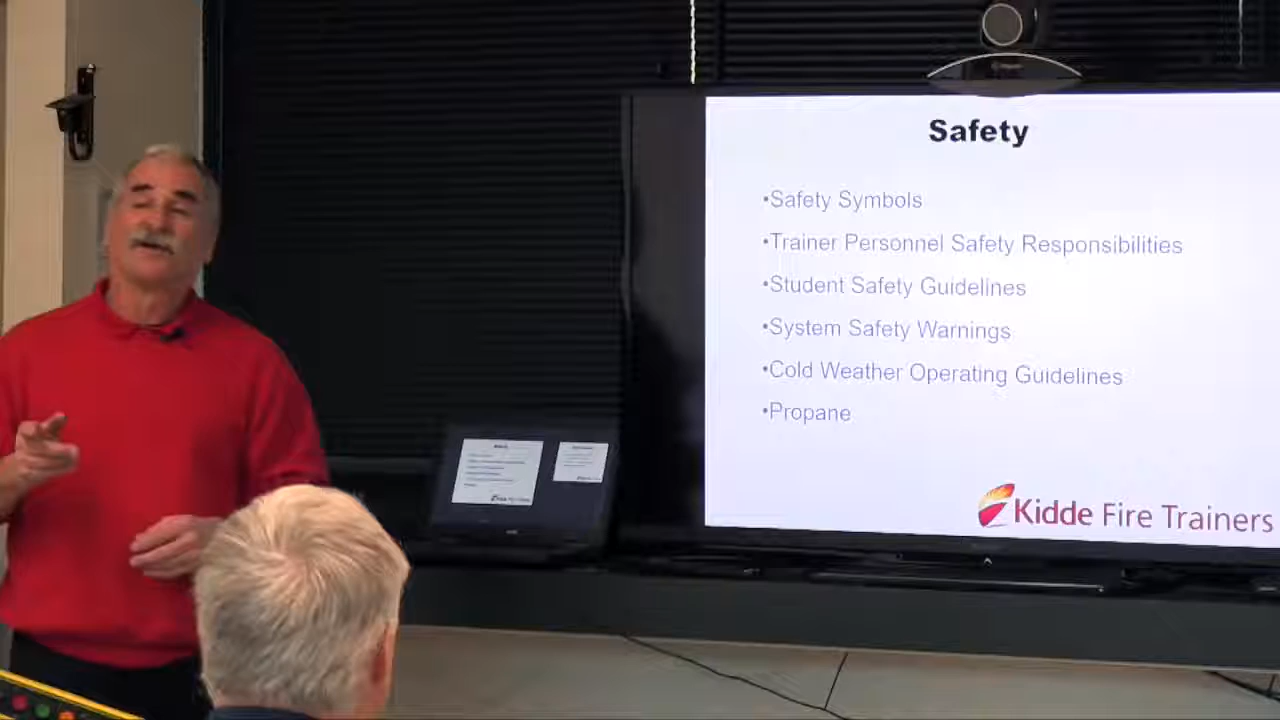 Safety
•Safety Symbols
•Trainer Personnel Safety Responsibilities
•Student Safety Guidelines
•System Safety Warnings
•Cold Weather Operating Guidelines
•Propane
Kidde Fire Trainers